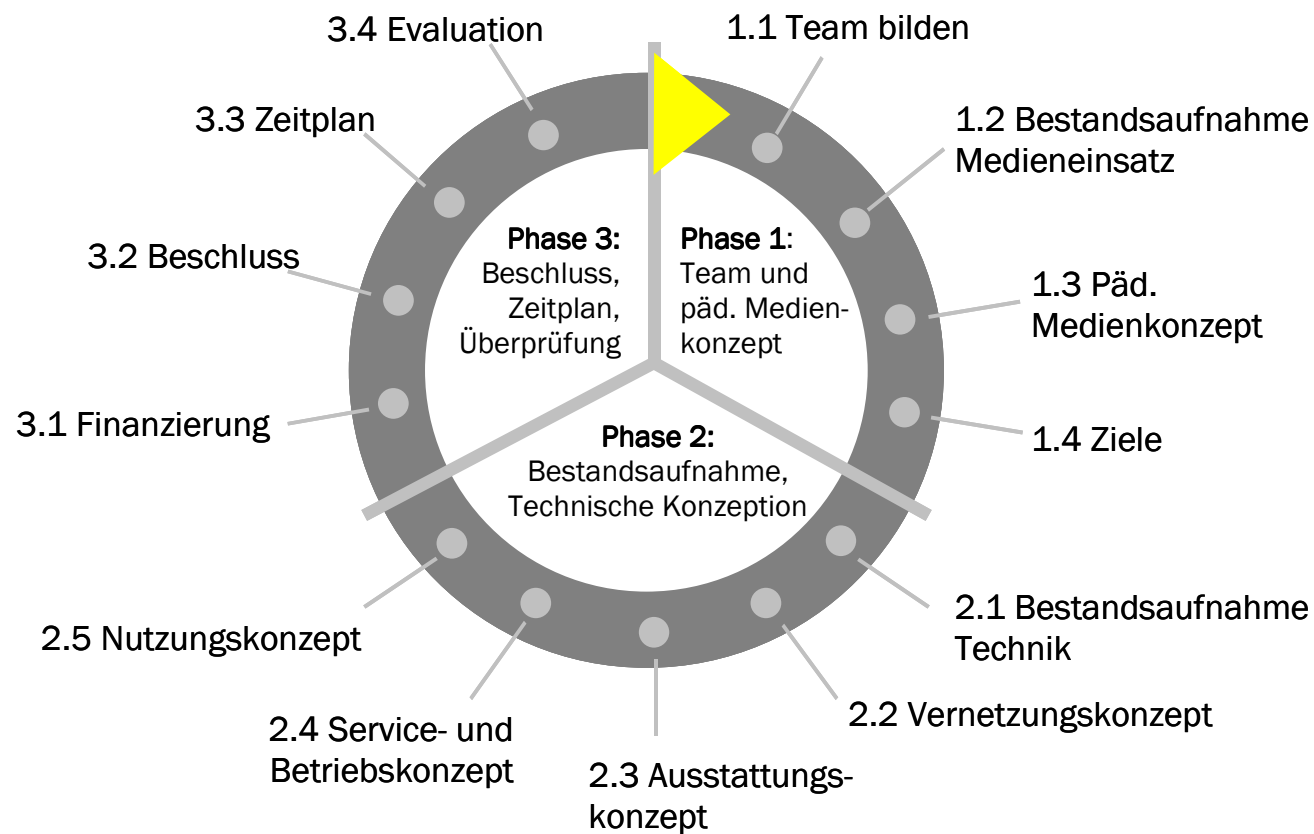 3.4 Evaluation
1.1 Team bilden
3.3 Zeitplan
1.2 Bestandsaufnahme
Medieneinsatz
3.2 Beschluss
Phase 3:
Beschluss,
Zeitplan,
Überprüfung
Phase 1:
Team und
päd. Medien-
konzept
1.3 Päd.
Medienkonzept
3.1 Finanzierung
1.4 Ziele
Phase 2:
Bestandsaufnahme,
Technische Konzeption
2.1 Bestandsaufnahme
Technik
2.5 Nutzungskonzept
2.2 Vernetzungskonzept
2.4 Service- und
Betriebskonzept
2.3 Ausstattungs-
konzept